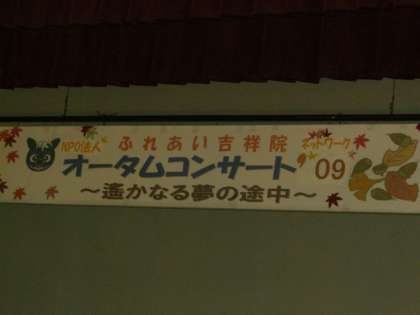 NPO法人 ふれあい吉祥院 ネットワーク
オータムコンサート '09
～遙かなる夢の途中～